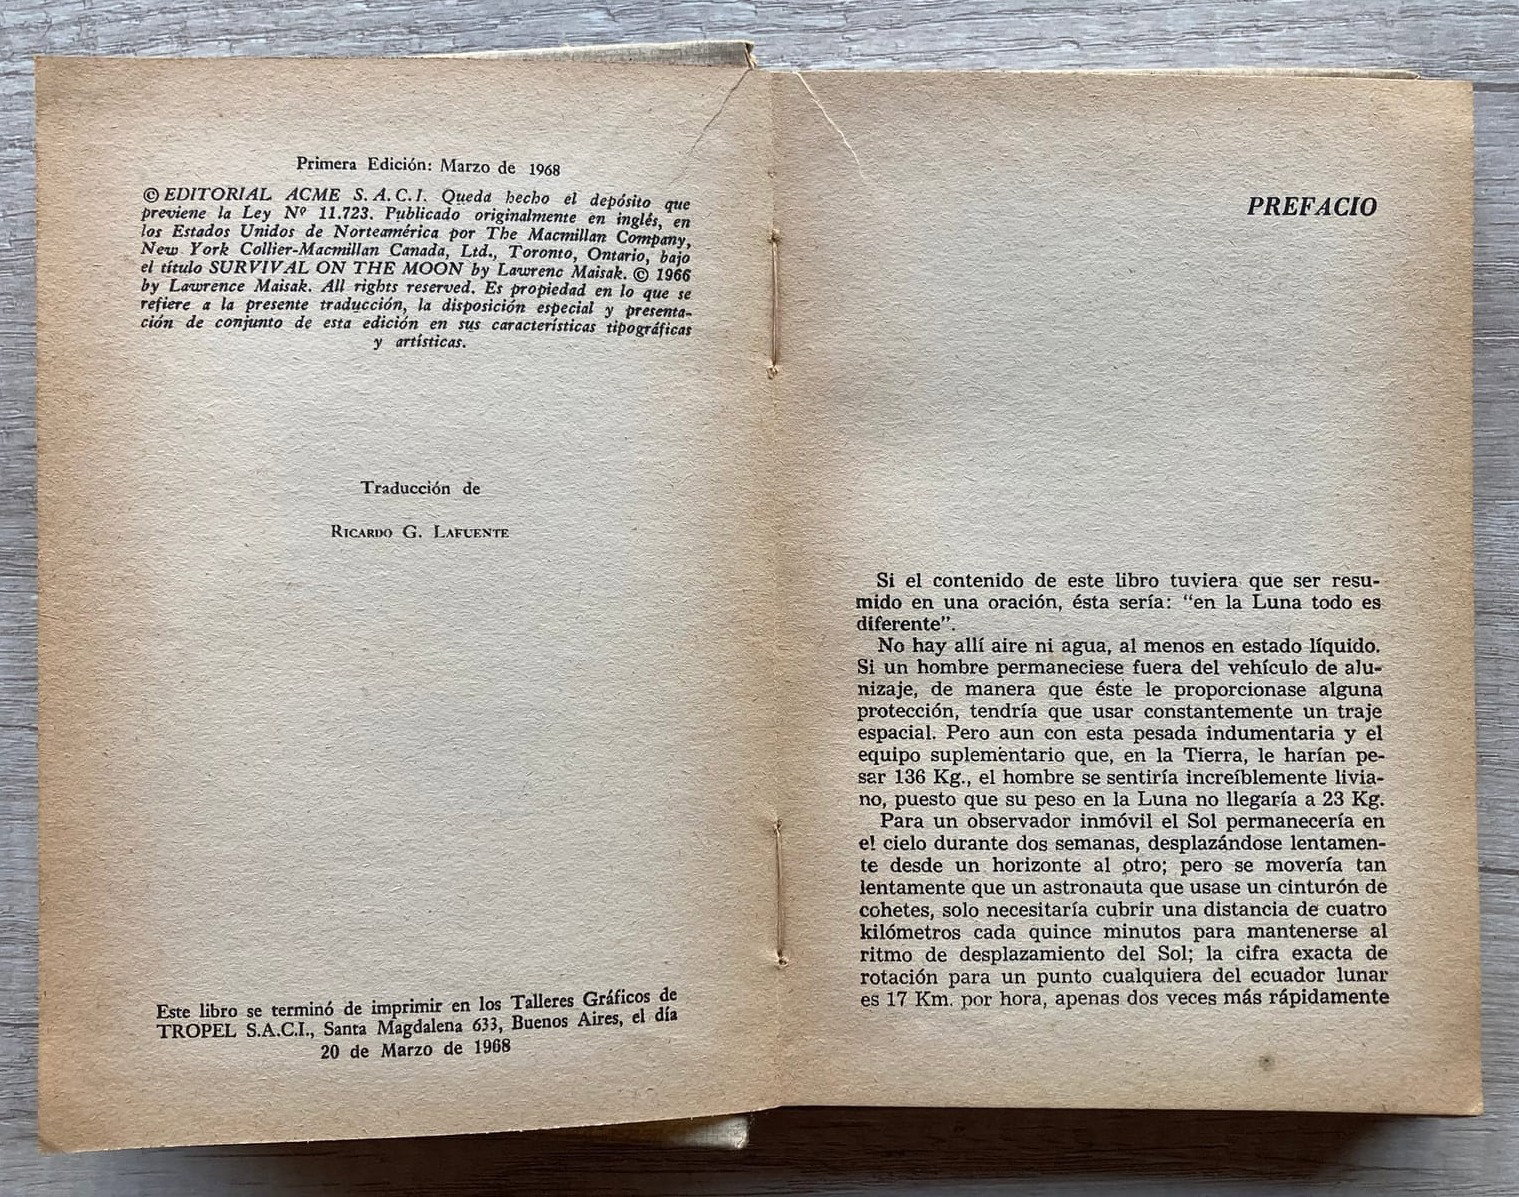 Primera Edición: Marzo de 1968
© EDITORIAL ACME S. A. C. I. Queda hecho el depósito que
previene la Ley Nº 11.723. Publicado originalmente en inglés, en
los Estados Unidos de Norteamérica por The Macmillan Company,
New York Collier-Macmillan Canada, Ltd., Toronto, Ontario, bajo
el título SURVIVAL ON THE MOON by Lawrenc Maisak. © 1966
by Lawrence Maisak. All rights reserved. Es propiedad en lo que se
refiere a la presente traducción, la disposición especial y presenta-
ción de conjunto de esta edición en sus características tipográficas
y artísticas.
Traducción de
RICARDO G. LAFUENTE
Este libro se terminó de imprimir en los Talleres Gráficos de
TROPEL S.A.C.I., Santa Magdalena 633, Buenos Aires, el día
20 de Marzo de 1968
PREFACIO
Si el contenido de este libro tuviera que ser resu-
mido en una oración, ésta sería: “en la Luna todo es
diferente”.
No hay allí aire ni agua, al menos en estado líquido.
Si un hombre permaneciese fuera del vehículo de alu-
nizaje, de manera que éste le proporcionase alguna
protección, tendría que usar constantemente un traje
espacial. Pero aun con esta pesada indumentaria y el
equipo suplementario que, en la Tierra, le harían pe-
sar 136 Kg., el hombre se sentiría increíblemente livia-
no, puesto que su peso en la Luna no llegaría a 23 Kg.
Para un observador inmóvil el Sol permanecería en
el cielo durante dos semanas, desplazándose lentamen-
te desde un horizonte al otro; pero se movería tan
lentamente que un astronauta que usase un cinturón de
cohetes, solo necesitaría cubrir una distancia de cuatro
kilómetros cada quince minutos para mantenerse al
ritmo de desplazamiento del Sol; la cifra exacta de
rotación para un punto cualquiera del ecuador lunar
es 17 Km. por hora, apenas dos veces más rápidamente